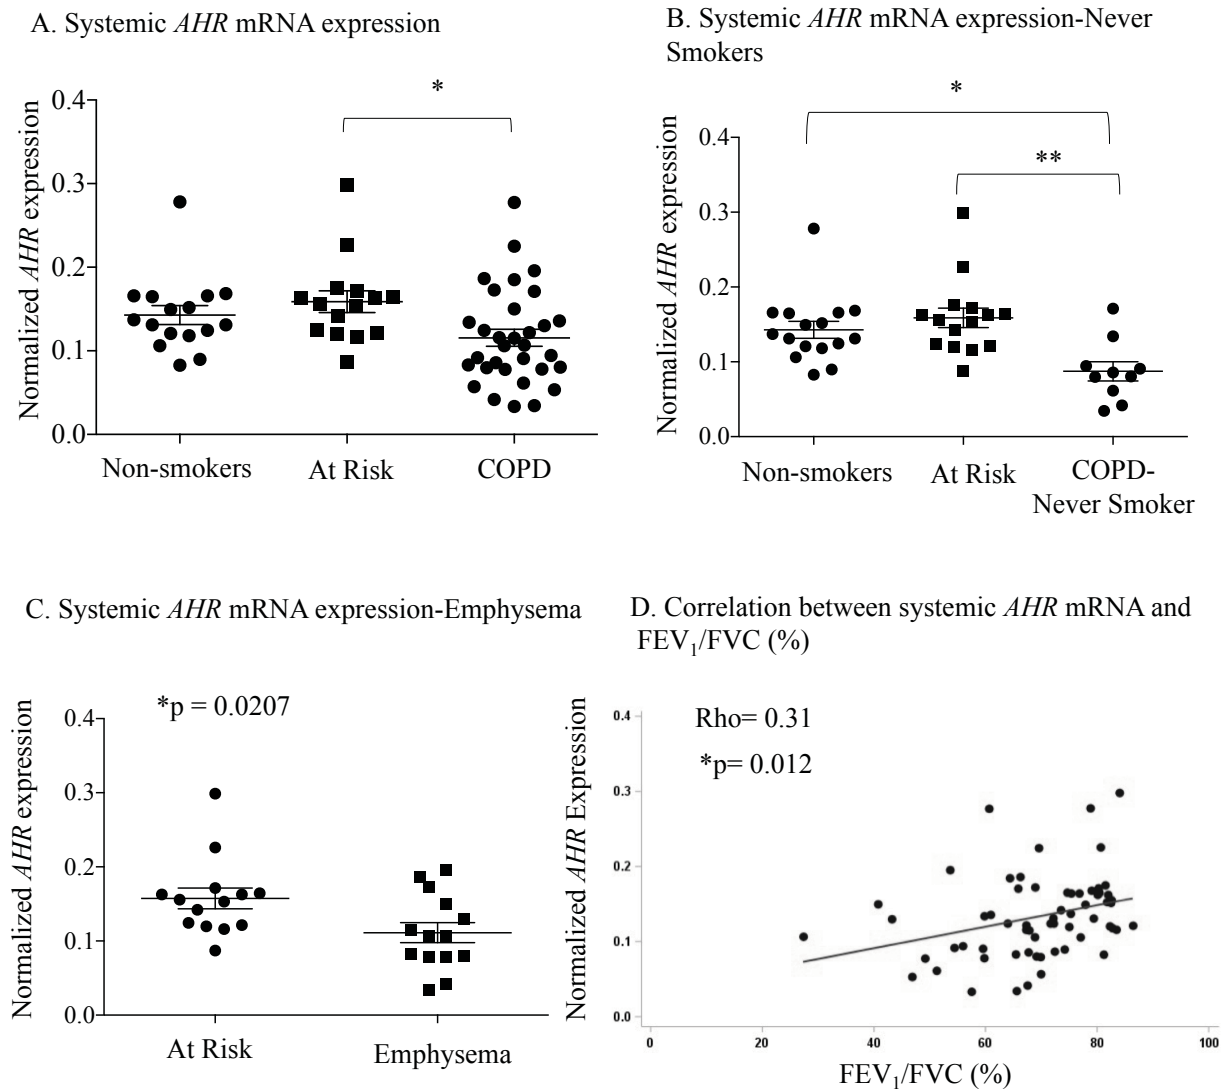 A. Systemic AHR mRNA expression
*
Normalized AHR expression
0.4
0.3
0.2
0.1
0.0
Non-smokers
At Risk
COPD
B. Systemic AHR mRNA expression-Never
Smokers
*
**
Normalized AHR expression
0.4
0.3
0.2
0.1
0.0
Non-smokers
At Risk
COPD-
Never Smoker
C. Systemic AHR mRNA expression-Emphysema
*p = 0.0207
Normalized AHR expression
0.4
0.3
0.2
0.1
0.0
At Risk
Emphysema
D. Correlation between systemic AHR mRNA and
FEV₁/FVC (%)
Rho= 0.31
*p= 0.012
Normalized AHR Expression
0.4
0.3
0.2
0.1
0.0
0 20 40 60 80 100
FEV₁/FVC (%)